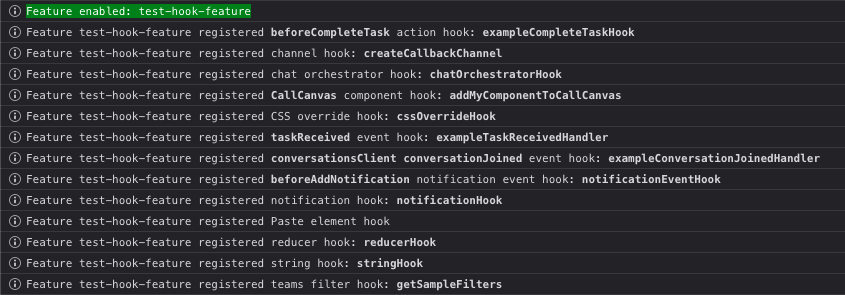 Feature enabled: test-hook-feature
Feature test-hook-feature registered beforeCompleteTask action hook: exampleCompleteTaskHook
Feature test-hook-feature registered channel hook: createCallbackChannel
Feature test-hook-feature registered chat orchestrator hook: chatOrchestratorHook
Feature test-hook-feature registered CallCanvas component hook: addMyComponentToCallCanvas
Feature test-hook-feature registered CSS override hook: cssOverrideHook
Feature test-hook-feature registered taskReceived event hook: exampleTaskReceivedHandler
Feature test-hook-feature registered conversationsClient conversationJoined event hook: exampleConversationJoinedHandler
Feature test-hook-feature registered beforeAddNotification notification event hook: notificationEventHook
Feature test-hook-feature registered notification hook: notificationHook
Feature test-hook-feature registered Paste element hook
Feature test-hook-feature registered reducer hook: reducerHook
Feature test-hook-feature registered string hook: stringHook
Feature test-hook-feature registered teams filter hook: getSampleFilters